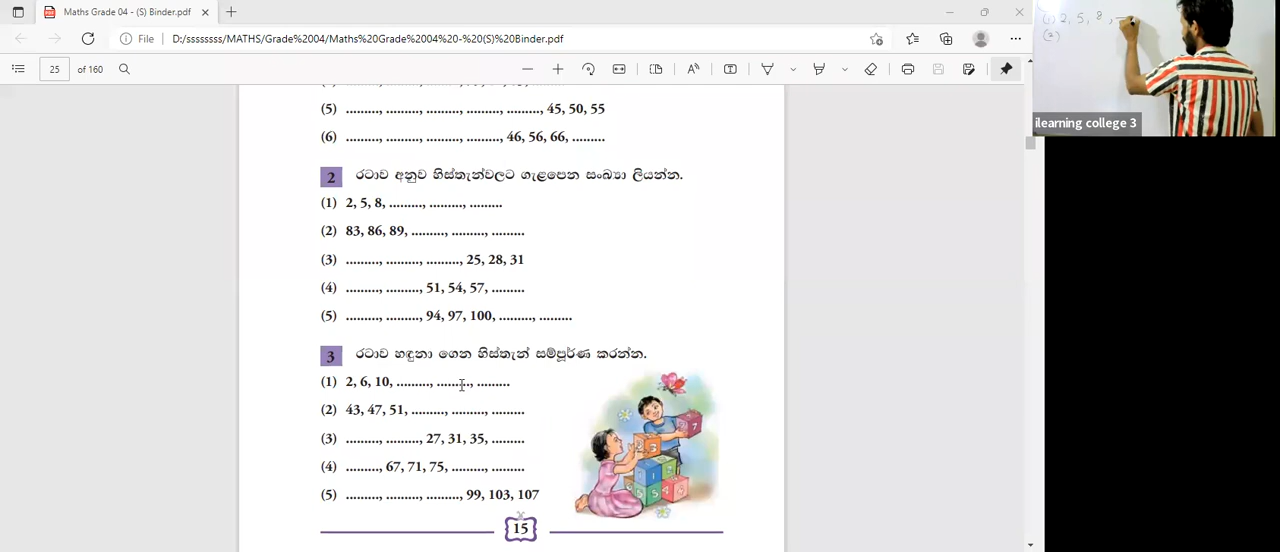 Maths Grade 04 - (S) Binder.pdf
File D:/ssssssss/MATHS/Grade%2004/Maths%20Grade%2004%20-%20(S)%20Binder.pdf
25 of 160
(5) ........., ........., ........., ........., ........., 45, 50, 55
(6) ........., ........., ........., ........., 46, 56, 66, .........
2 රටාව අනුව හිස්තැන්වලට ගැළපෙන සංඛ්‍යා ලියන්න.
(1) 2, 5, 8, ........., ........., .........
(2) 83, 86, 89, ........., ........., .........
(3) ........., ........., ........., 25, 28, 31
(4) ........., ........., 51, 54, 57, .........
(5) ........., ........., 94, 97, 100, ........., .........
3 රටාව හඳුනා ගෙන හිස්තැන් සම්පූර්ණ කරන්න.
(1) 2, 6, 10, ........., ........., .........
(2) 43, 47, 51, ........., ........., .........
(3) ........., ........., 27, 31, 35, .........
(4) ........., 67, 71, 75, ........., .........
(5) ........., ........., ........., 99, 103, 107
15
(1) 2, 5, 8,
(2)
ilearning college 3